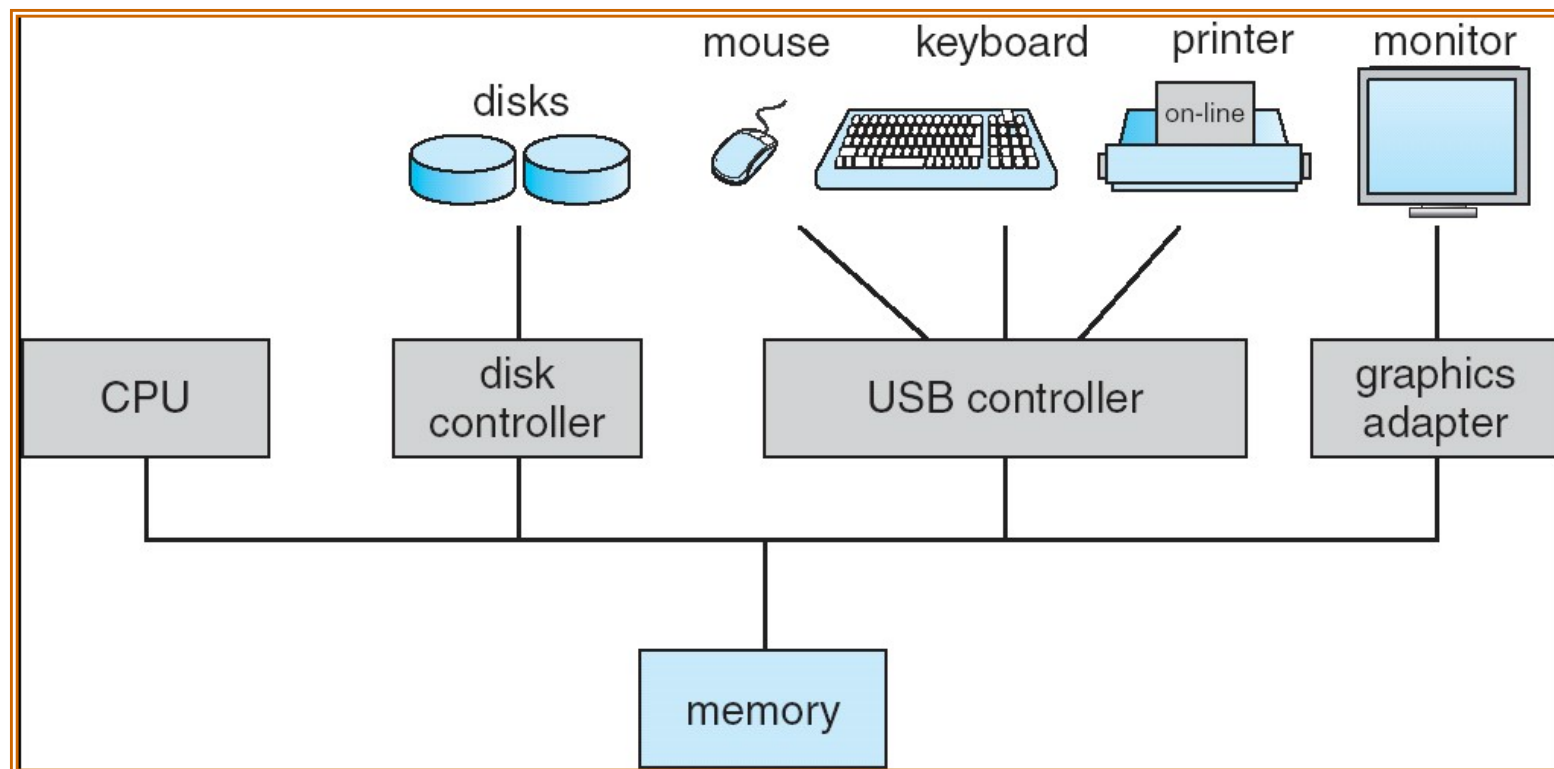 mouse
keyboard
printer
monitor
disks
on-line
CPU
disk
controller
USB controller
graphics
adapter
memory